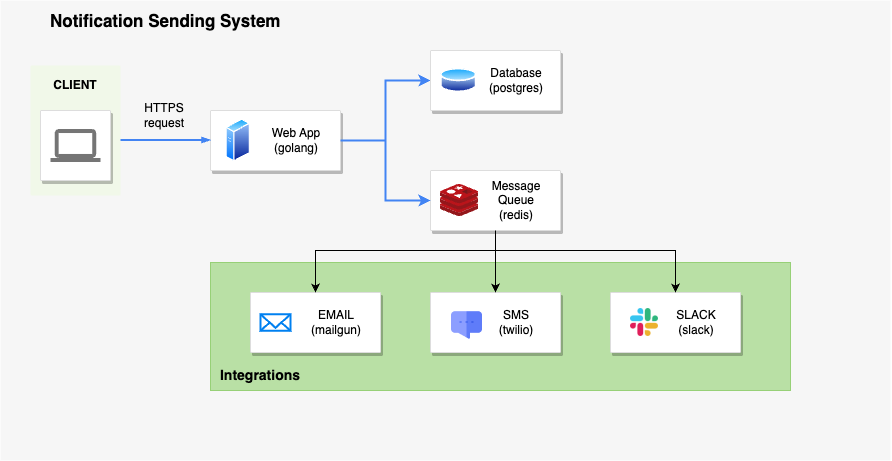 Notification Sending System
CLIENT
HTTPS
request
Web App
(golang)
Database
(postgres)
Message
Queue
(redis)
EMAIL
(mailgun)
SMS
(twilio)
SLACK
(slack)
Integrations